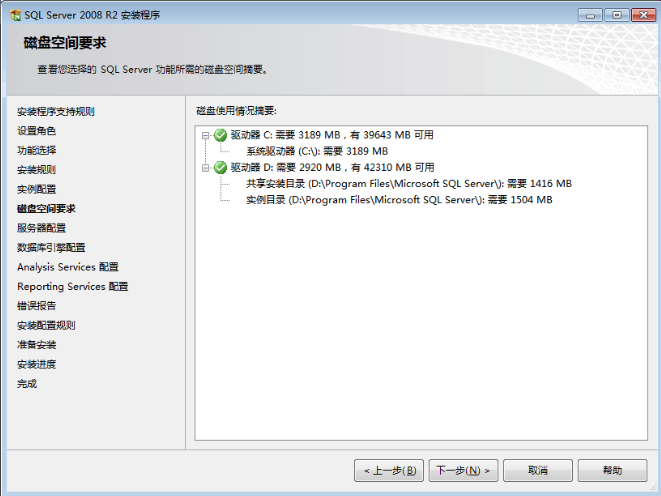 SQL Server 2008 R2 安装程序
磁盘空间要求
查看您选择的 SQL Server 功能所需的磁盘空间摘要。
安装程序支持规则
设置角色
功能选择
安装规则
实例配置
磁盘空间要求
服务器配置
数据库引擎配置
Analysis Services 配置
Reporting Services 配置
错误报告
安装配置规则
准备安装
安装进度
完成
磁盘使用情况摘要:
驱动器 C: 需要 3189 MB，有 39643 MB 可用
系统驱动器 (C:\): 需要 3189 MB
驱动器 D: 需要 2920 MB，有 42310 MB 可用
共享安装目录 (D:\Program Files\Microsoft SQL Server\): 需要 1416 MB
实例目录 (D:\Program Files\Microsoft SQL Server\): 需要 1504 MB
< 上一步(B)
下一步(N) >
取消
帮助